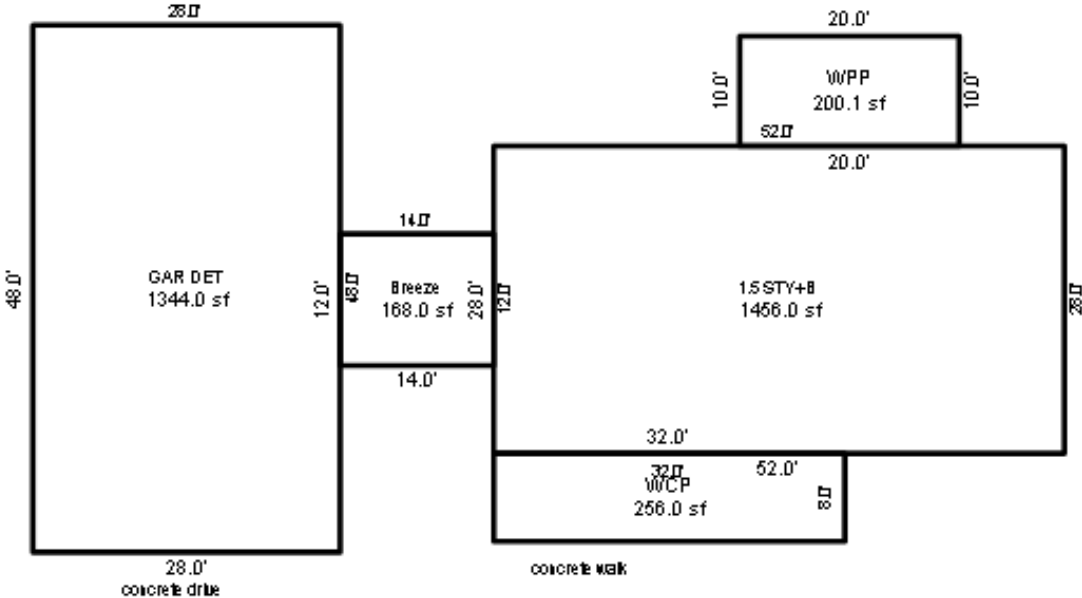 28.0'
20.0'
10.0'
WPP
200.1 sf
10.0'
52.0'
20.0'
14.0'
48.0'
GAR DET
1344.0 sf
12.0'
48.0'
Breeze
168.0 sf
28.0'
12.0'
1.5 STY+B
1456.0 sf
28.0'
14.0'
32.0'
32.0'
52.0'
WCP
256.0 sf
8.0'
28.0'
concrete drive
concrete walk